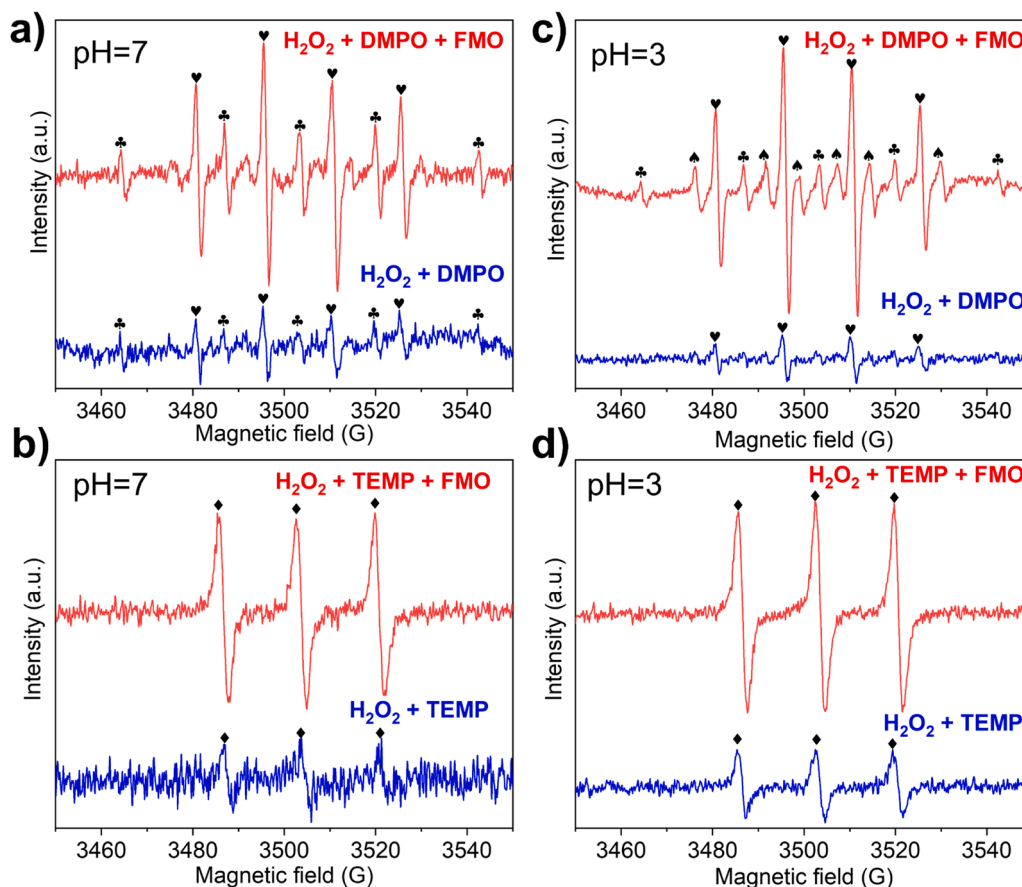 a)
pH=7
H₂O₂ + DMPO + FMO
H₂O₂ + DMPO
Intensity (a.u.)
3460 3480 3500 3520 3540
Magnetic field (G)
c)
pH=3
H₂O₂ + DMPO + FMO
H₂O₂ + DMPO
Intensity (a.u.)
3460 3480 3500 3520 3540
Magnetic field (G)
b)
pH=7
H₂O₂ + TEMP + FMO
H₂O₂ + TEMP
Intensity (a.u.)
3460 3480 3500 3520 3540
Magnetic field (G)
d)
pH=3
H₂O₂ + TEMP + FMO
H₂O₂ + TEMP
Intensity (a.u.)
3460 3480 3500 3520 3540
Magnetic field (G)